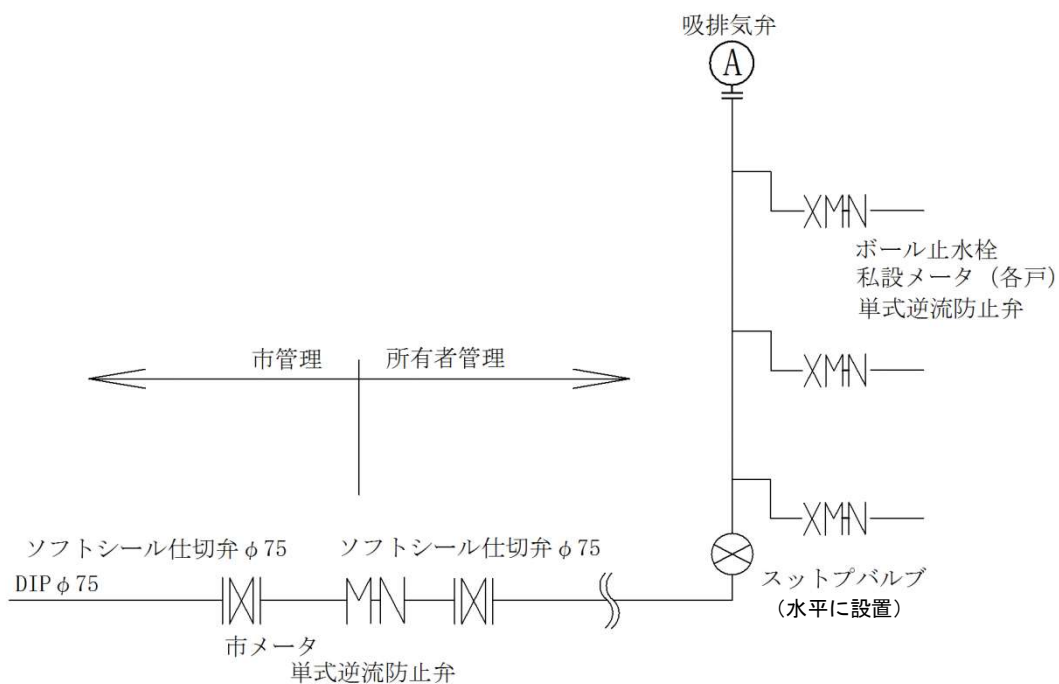 吸排気弁
A
ボール止水栓
私設メータ（各戸）
単式逆流防止弁
市管理
所有者管理
ソフトシール仕切弁φ75
ソフトシール仕切弁φ75
DIPφ75
スットプバルブ
（水平に設置）
市メータ
単式逆流防止弁